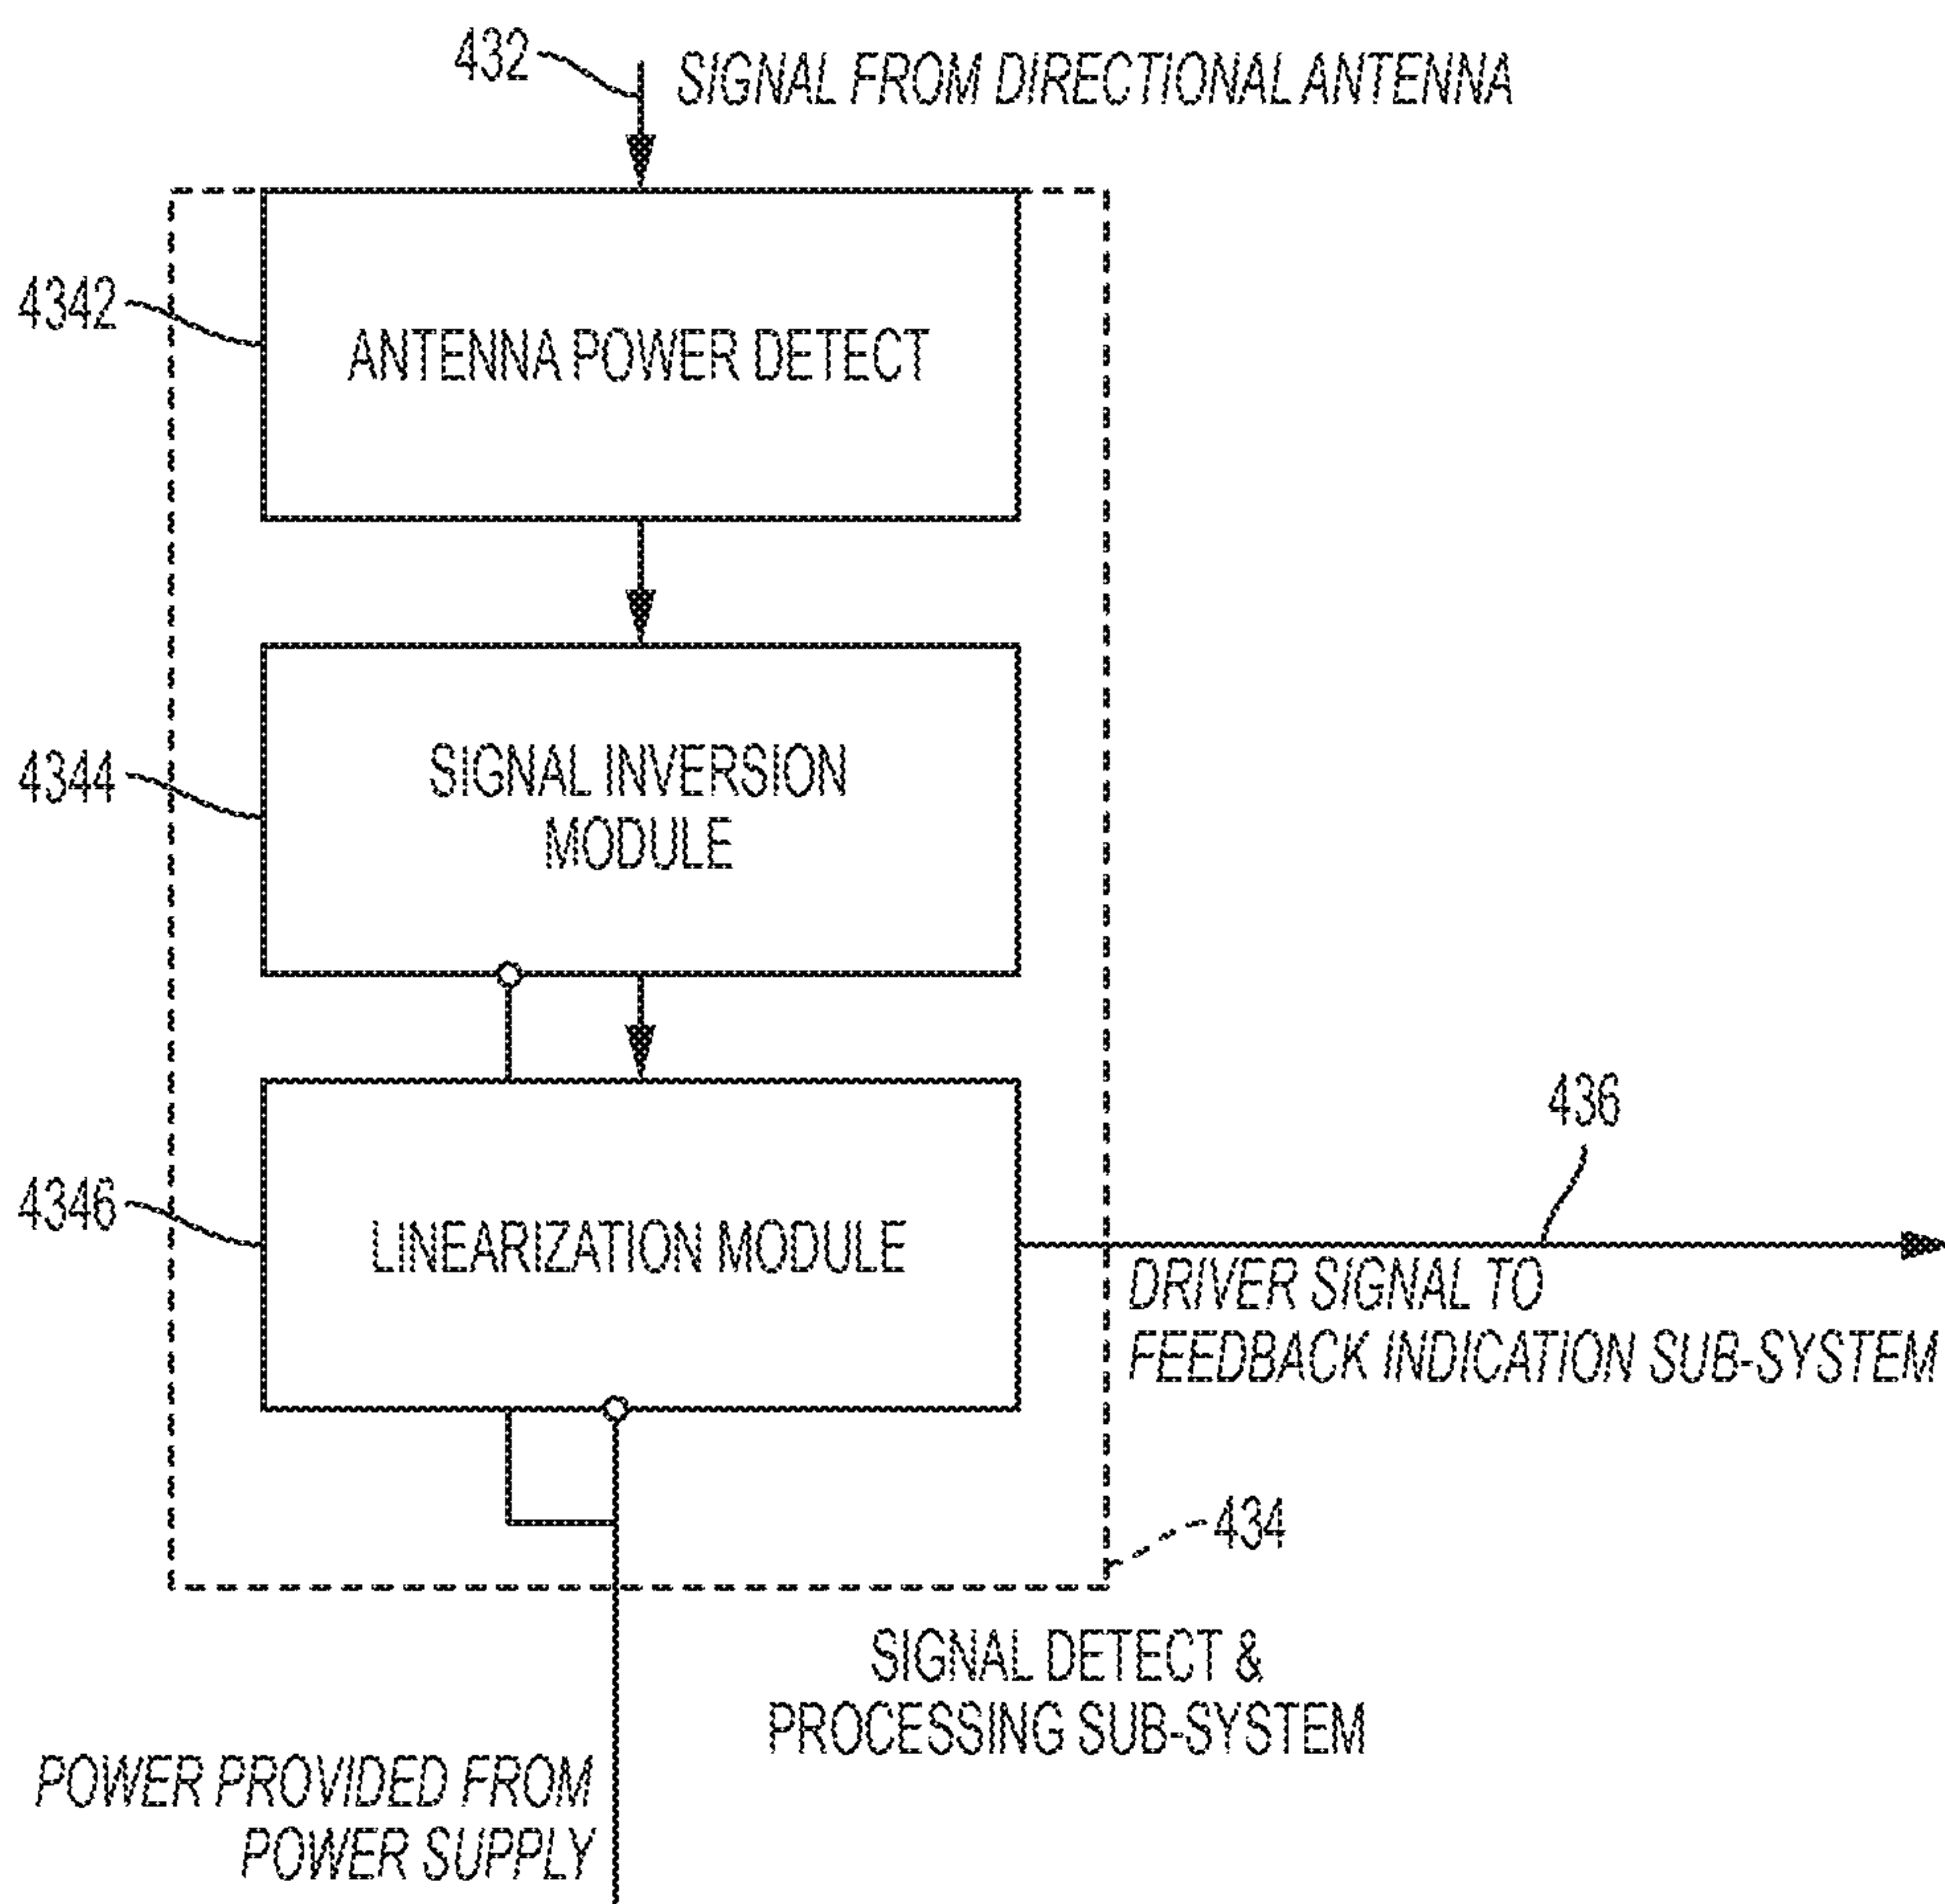 432
SIGNAL FROM DIRECTIONAL ANTENNA
4342
ANTENNA POWER DETECT
4344
SIGNAL INVERSION
MODULE
4346
LINEARIZATION MODULE
436
DRIVER SIGNAL TO
FEEDBACK INDICATION SUB-SYSTEM
434
SIGNAL DETECT &
PROCESSING SUB-SYSTEM
POWER PROVIDED FROM
POWER SUPPLY